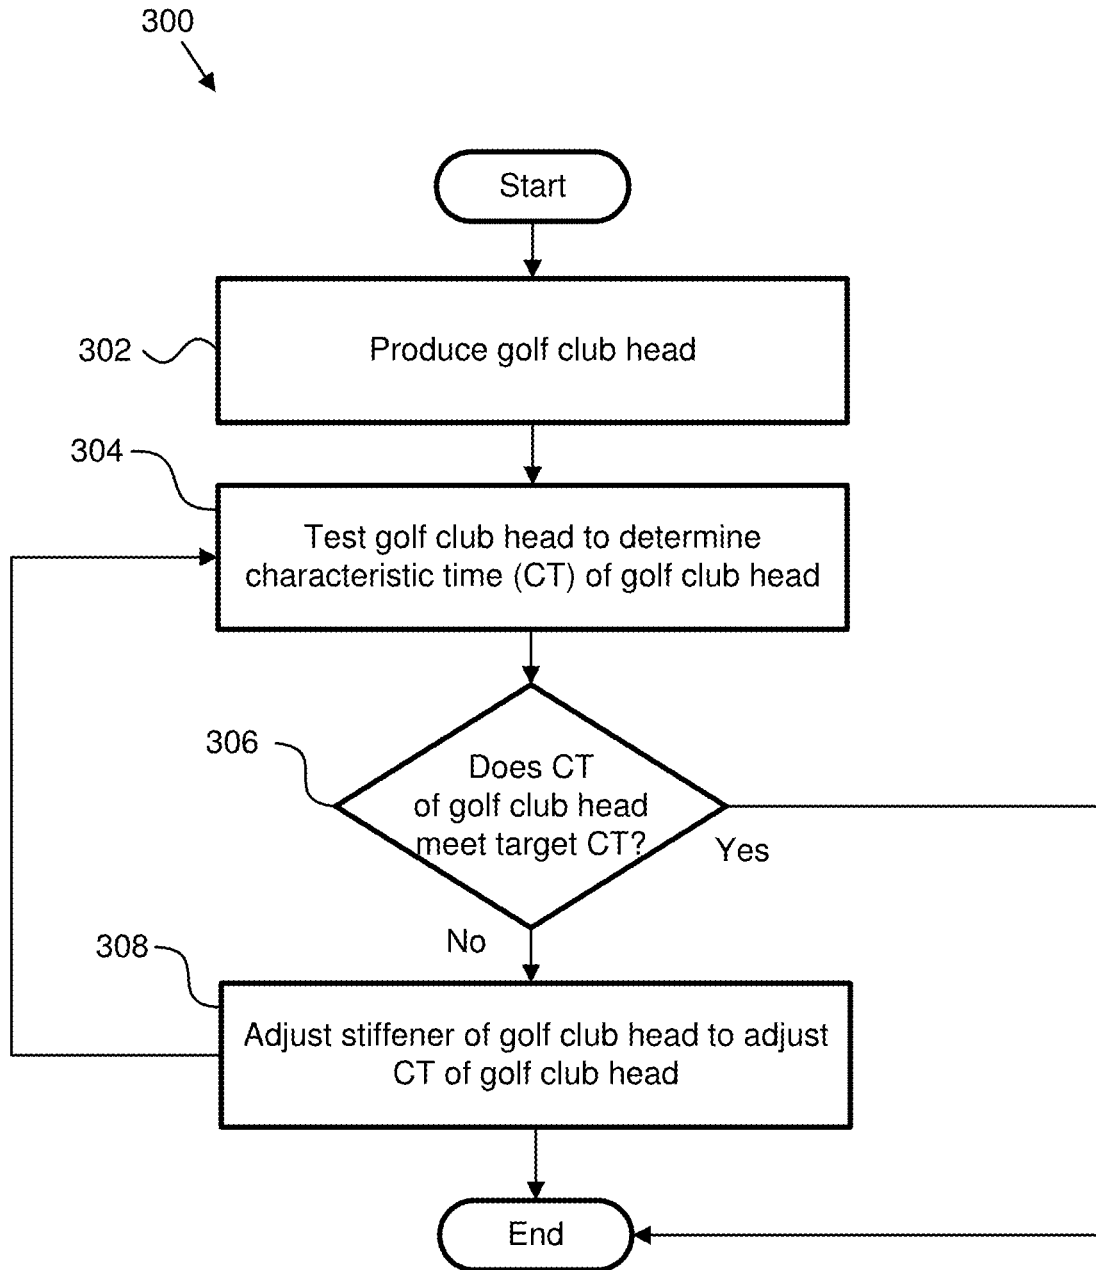 300
Start
302
Produce golf club head
304
Test golf club head to determine
characteristic time (CT) of golf club head
306
Does CT
of golf club head
meet target CT?
Yes
No
308
Adjust stiffener of golf club head to adjust
CT of golf club head
End